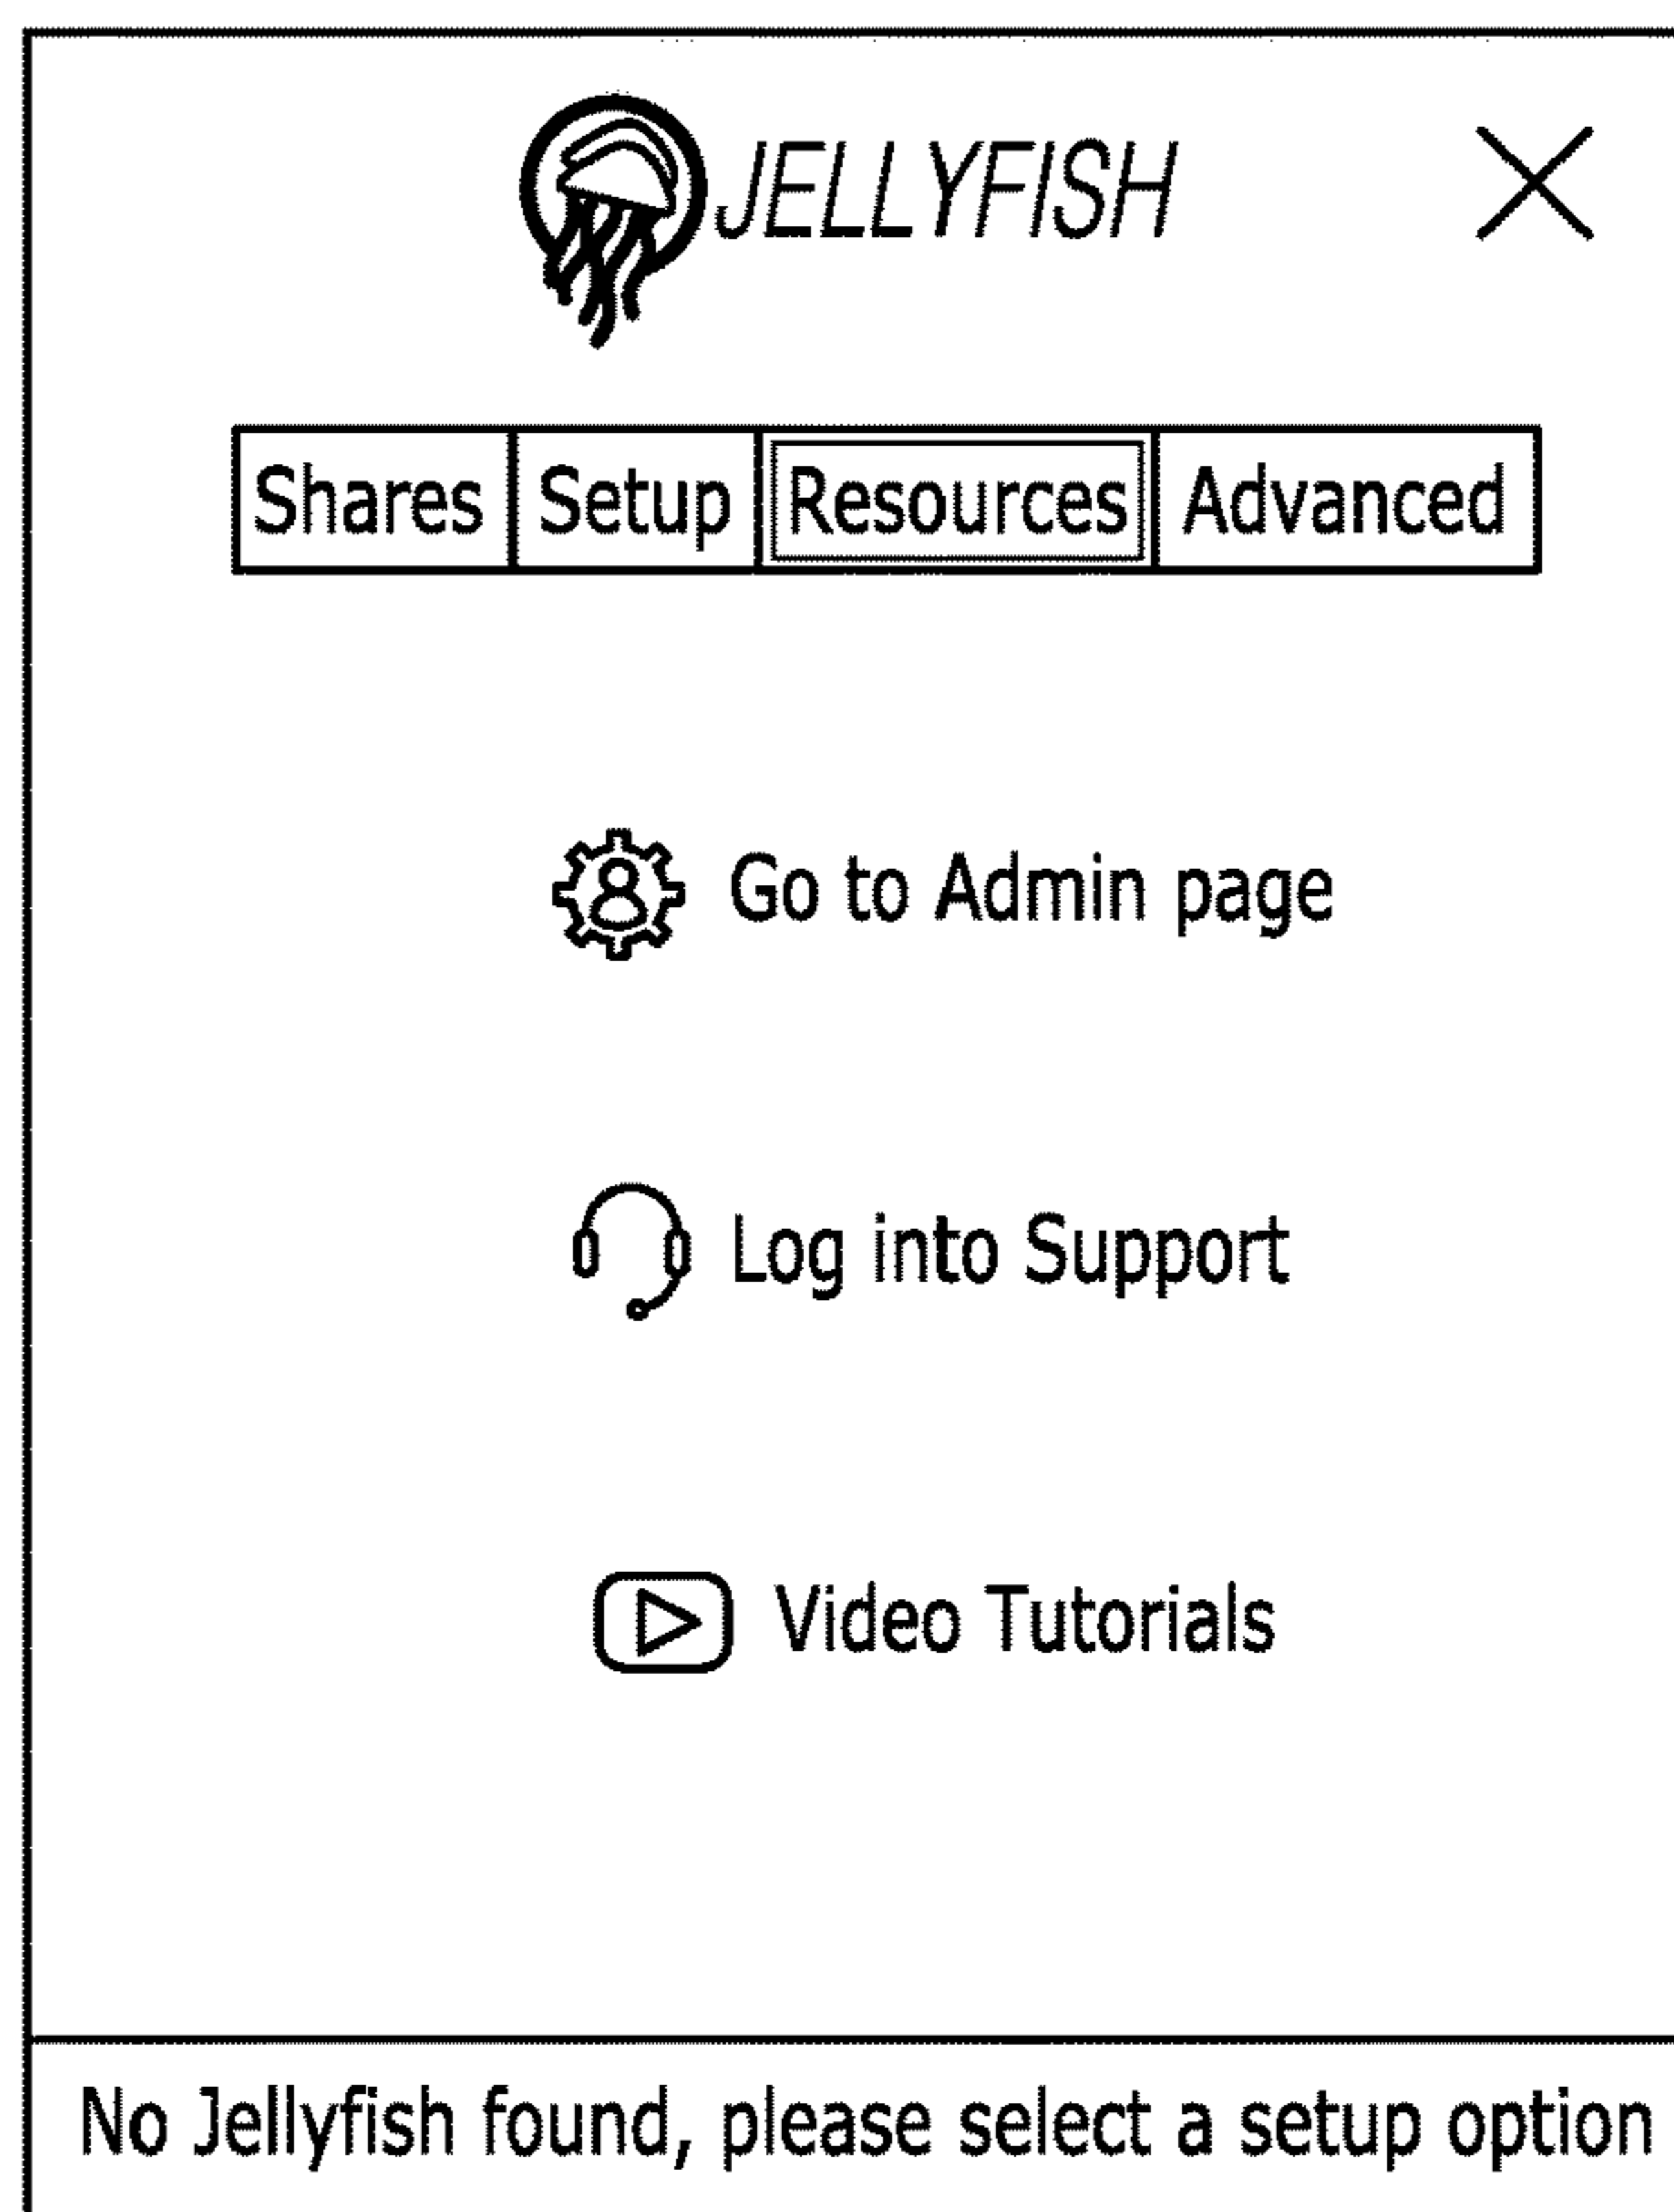 JELLYFISH
Shares Setup Resources Advanced
Go to Admin page
Log into Support
Video Tutorials
No Jellyfish found, please select a setup option